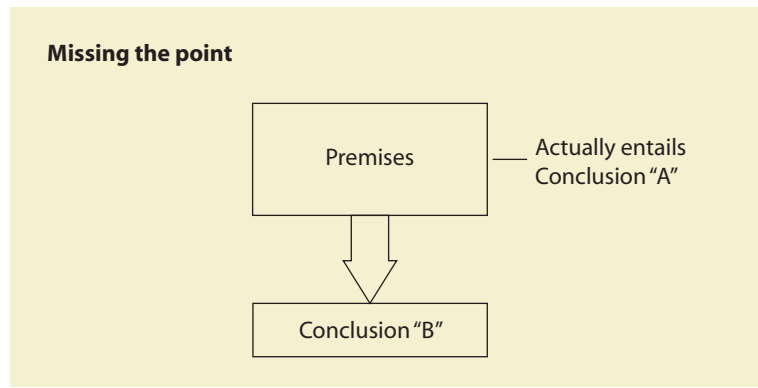 Missing the point
Premises
Actually entails
Conclusion “A”
Conclusion “B”